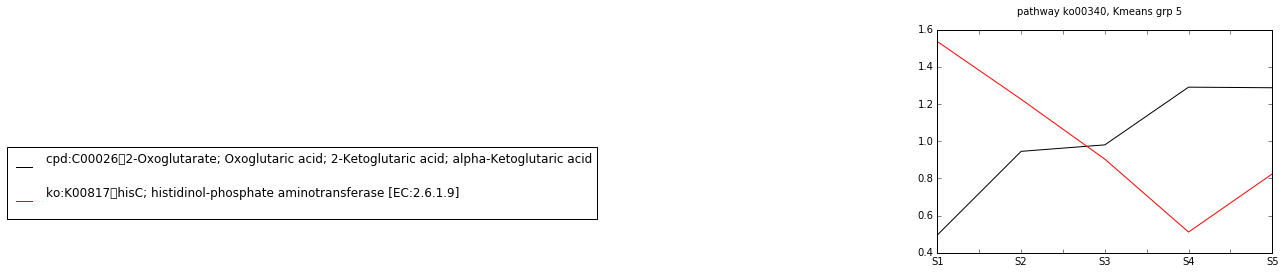 pathway ko00340, Kmeans grp 5
cpd:C00026▯2-Oxoglutarate; Oxoglutaric acid; 2-Ketoglutaric acid; alpha-Ketoglutaric acid
ko:K00817▯hisC; histidinol-phosphate aminotransferase [EC:2.6.1.9]
1.6
1.4
1.2
1.0
0.8
0.6
0.4
S1 S2 S3 S4 S5